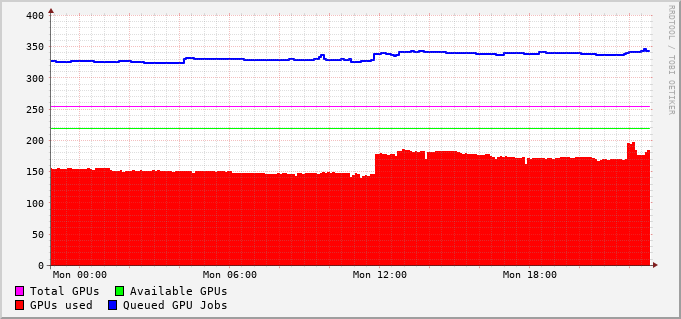 400
350
300
250
200
150
100
50
0
Mon 00:00 Mon 06:00 Mon 12:00 Mon 18:00
Total GPUs Available GPUs
GPUs used Queued GPU Jobs
RRDTOOL / TOBI OETIKER